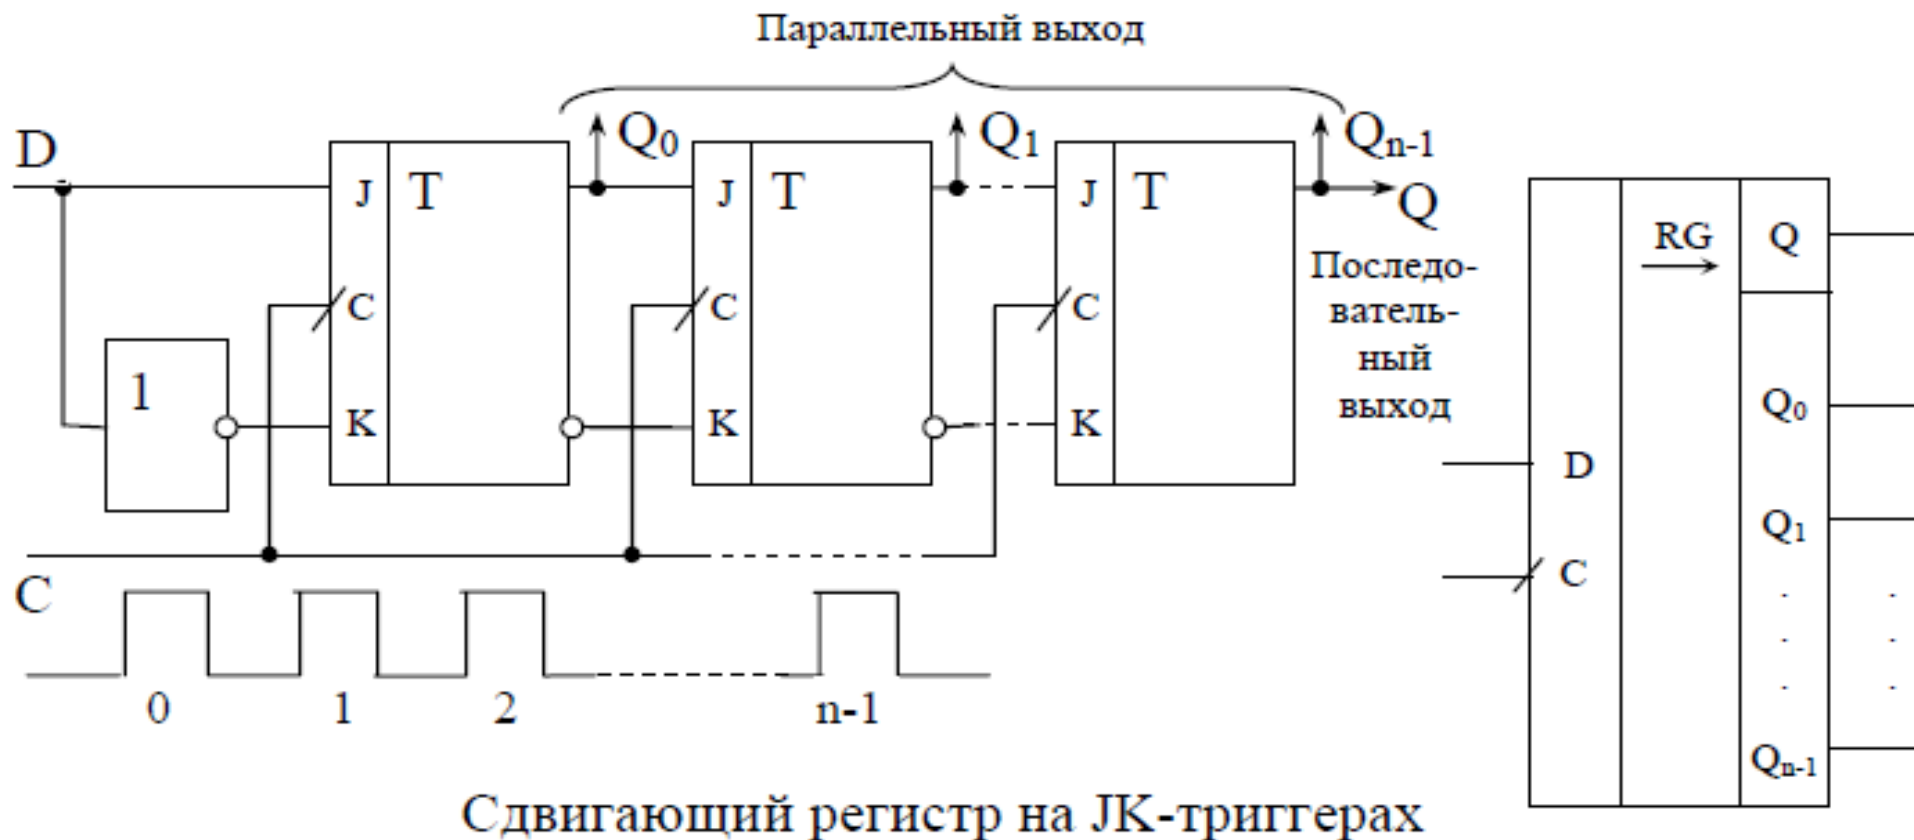 Параллельный выход
D
Q0
Q1
Qn-1
J T
J T
J T
Q
C
C
C
Последо-
ватель-
ный
выход
1
K
K
K
C
0 1 2 n-1
RG
Q
Q0
D
Q1
C
Qn-1
Сдвигающий регистр на JK-триггерах